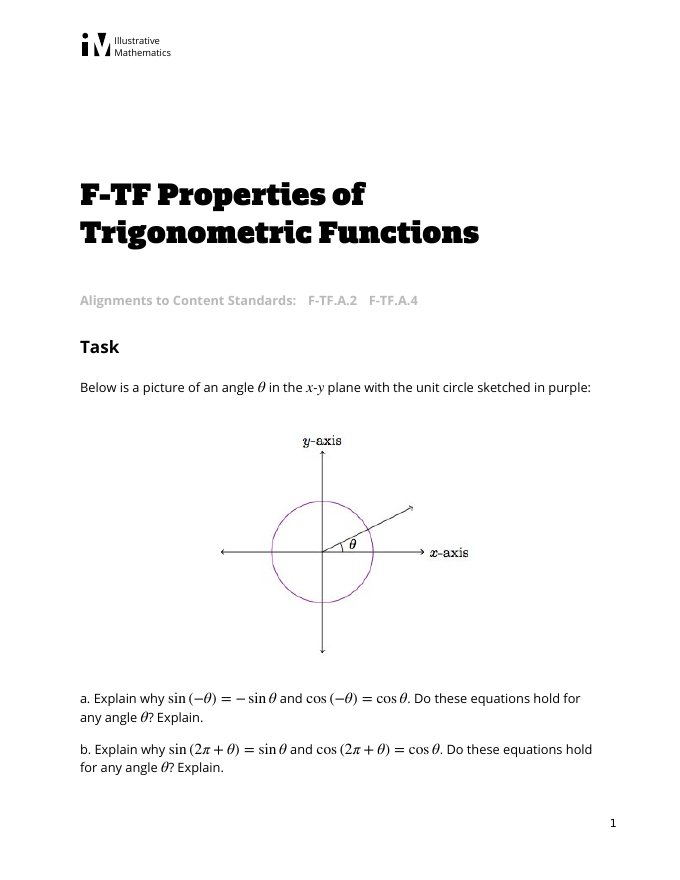 Illustrative
Mathematics
F-TF Properties of
Trigonometric Functions
Alignments to Content Standards: F-TF.A.2 F-TF.A.4
Task
Below is a picture of an angle θ in the x-y plane with the unit circle sketched in purple:
y-axis
θ
x-axis
a. Explain why sin (−θ) = − sin θ and cos (−θ) = cos θ. Do these equations hold for
any angle θ? Explain.
b. Explain why sin (2π + θ) = sin θ and cos (2π + θ) = cos θ. Do these equations hold
for any angle θ? Explain.
1